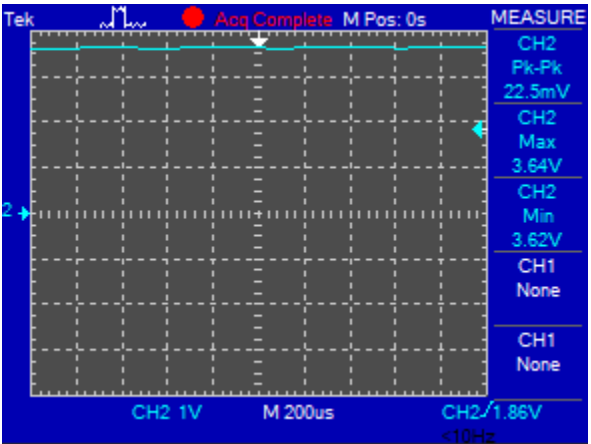 Tek Acq Complete M Pos: 0s MEASURE
CH2
Pk-Pk
22.5mV
CH2
Max
3.64V
2
CH2
Min
3.62V
CH1
None
CH1
None
CH2 1V M 200us CH2 1.86V
<10Hz